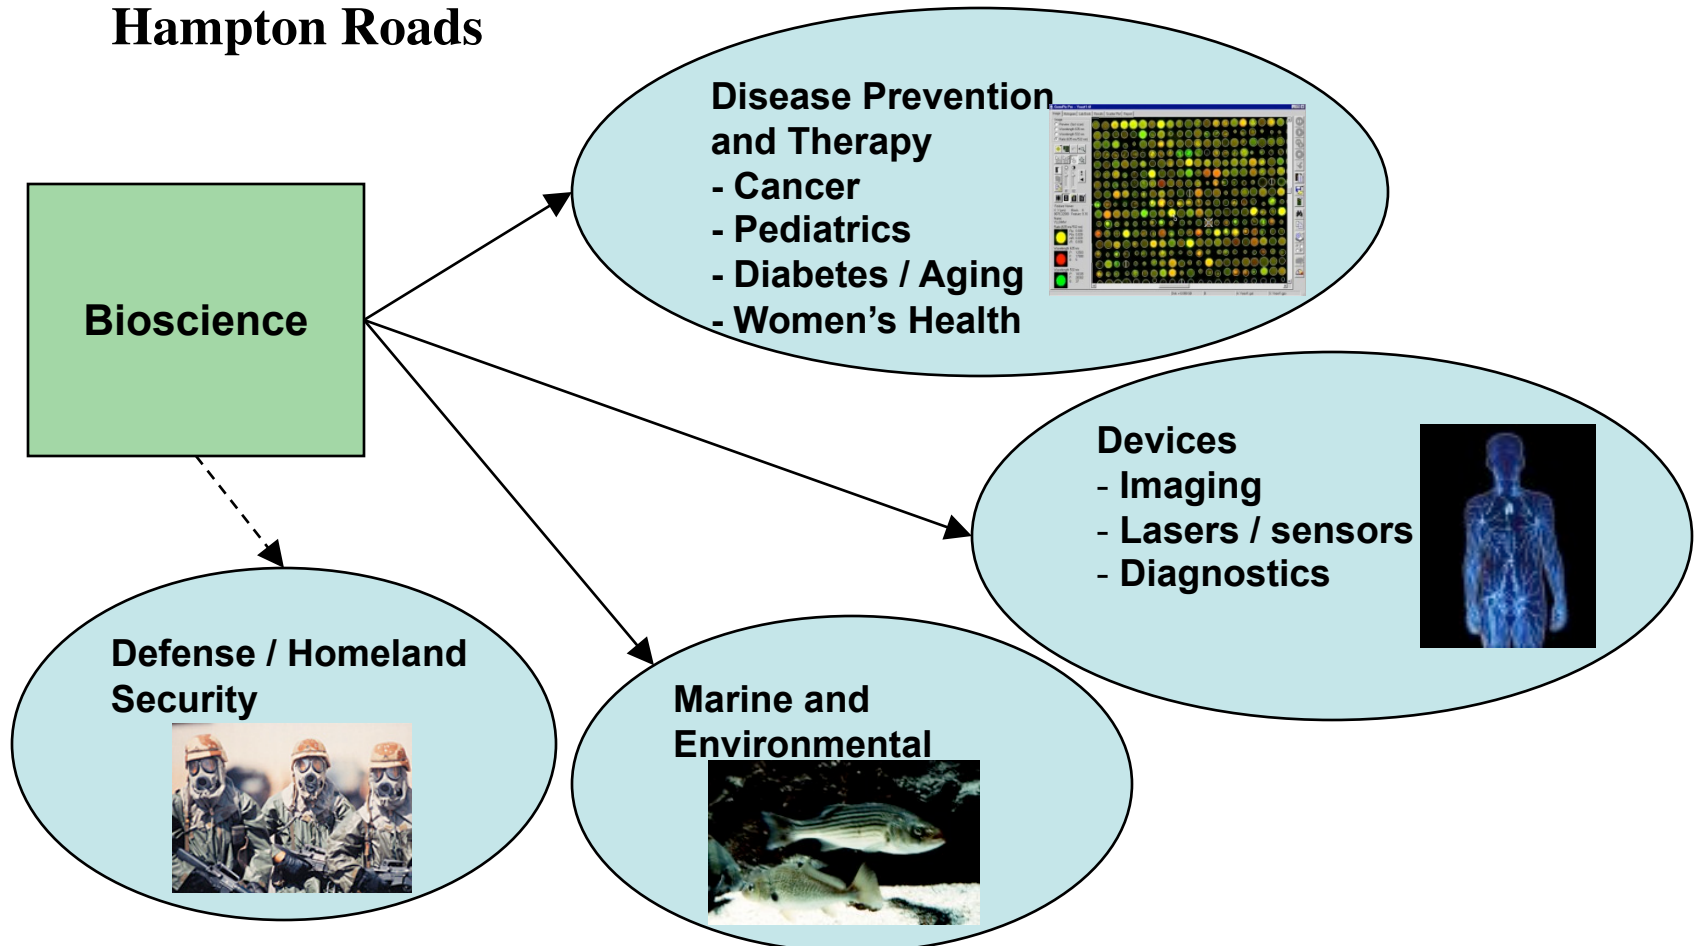 Hampton Roads
Disease Prevention
and Therapy
- Cancer
- Pediatrics
- Diabetes / Aging
- Women’s Health
Bioscience
Devices
- Imaging
- Lasers / sensors
- Diagnostics
Defense / Homeland
Security
Marine and
Environmental